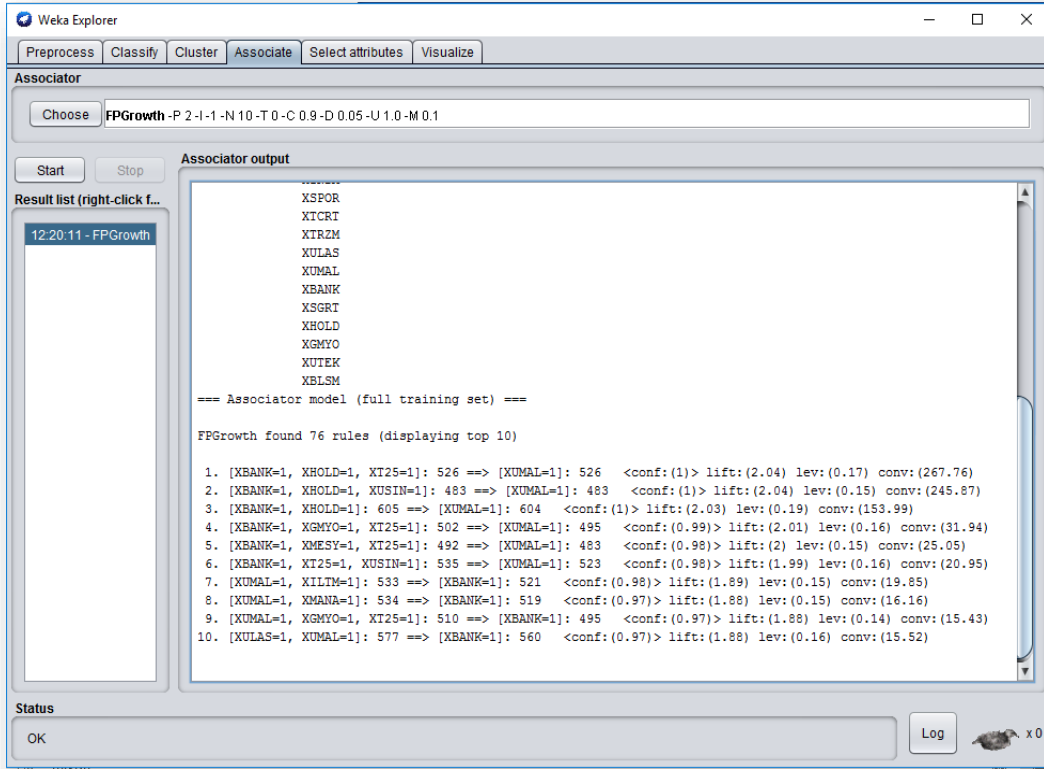 Weka Explorer
Preprocess Classify Cluster Associate Select attributes Visualize
Associator
Choose FPGrowth -P 2 -I -1 -N 10 -T 0 -C 0.9 -D 0.05 -U 1.0 -M 0.1
Start Stop
Associator output
Result list (right-click f...
12:20:11 - FPGrowth
XSPOR
XTCRT
XTRZM
XULAS
XUMAL
XBANK
XSGRT
XHOLD
XGMYO
XUTEK
XBLSM
=== Associator model (full training set) ===
FPGrowth found 76 rules (displaying top 10)
1. [XBANK=1, XHOLD=1, XT25=1]: 526 ==> [XUMAL=1]: 526 <conf:(1)> lift:(2.04) lev:(0.17) conv:(267.76)
2. [XBANK=1, XHOLD=1, XUSIN=1]: 483 ==> [XUMAL=1]: 483 <conf:(1)> lift:(2.04) lev:(0.15) conv:(245.87)
3. [XBANK=1, XHOLD=1]: 605 ==> [XUMAL=1]: 604 <conf:(1)> lift:(2.03) lev:(0.19) conv:(153.99)
4. [XBANK=1, XGMYO=1, XT25=1]: 502 ==> [XUMAL=1]: 495 <conf:(0.99)> lift:(2.01) lev:(0.16) conv:(31.94)
5. [XBANK=1, XMESY=1, XT25=1]: 492 ==> [XUMAL=1]: 483 <conf:(0.98)> lift:(2) lev:(0.15) conv:(25.05)
6. [XBANK=1, XT25=1, XUSIN=1]: 535 ==> [XUMAL=1]: 523 <conf:(0.98)> lift:(1.99) lev:(0.16) conv:(20.95)
7. [XUMAL=1, XILTM=1]: 533 ==> [XBANK=1]: 521 <conf:(0.98)> lift:(1.89) lev:(0.15) conv:(19.85)
8. [XUMAL=1, XMANA=1]: 534 ==> [XBANK=1]: 519 <conf:(0.97)> lift:(1.88) lev:(0.15) conv:(16.16)
9. [XUMAL=1, XGMYO=1, XT25=1]: 510 ==> [XBANK=1]: 495 <conf:(0.97)> lift:(1.88) lev:(0.14) conv:(15.43)
10. [XULAS=1, XUMAL=1]: 577 ==> [XBANK=1]: 560 <conf:(0.97)> lift:(1.88) lev:(0.16) conv:(15.52)
Status
OK
Log
x 0